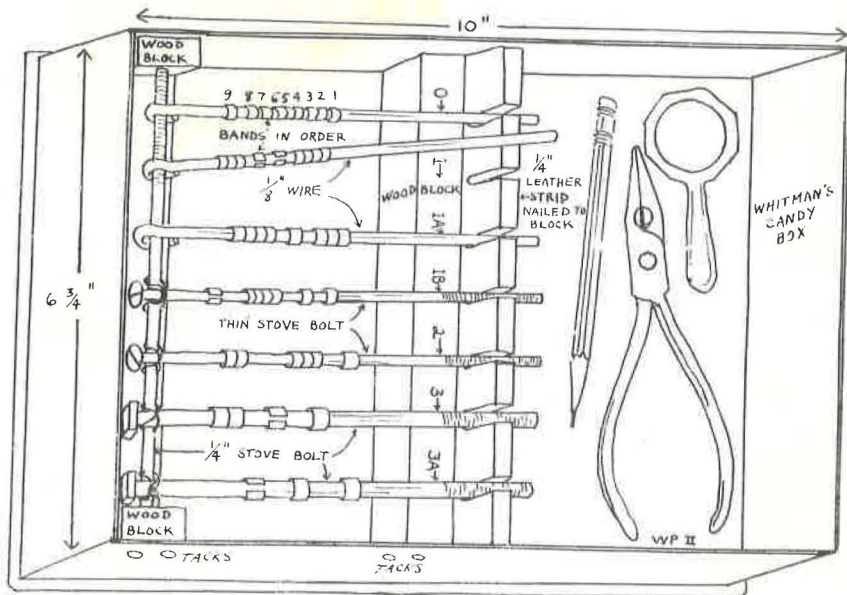 10"
WOOD
BLOCK
9 8 7 6 5 4 3 2 1
BANDS IN ORDER
1/8" WIRE
0
1
WOOD BLOCK
1/4"
LEATHER
STRIP
NAILED TO
BLOCK
1A
WHITMAN'S
CANDY
BOX
6 3/4"
1B
THIN STOVE BOLT
2
3
1/4" STOVE BOLT
3A
WOOD
BLOCK
TACKS
TACKS
WP II